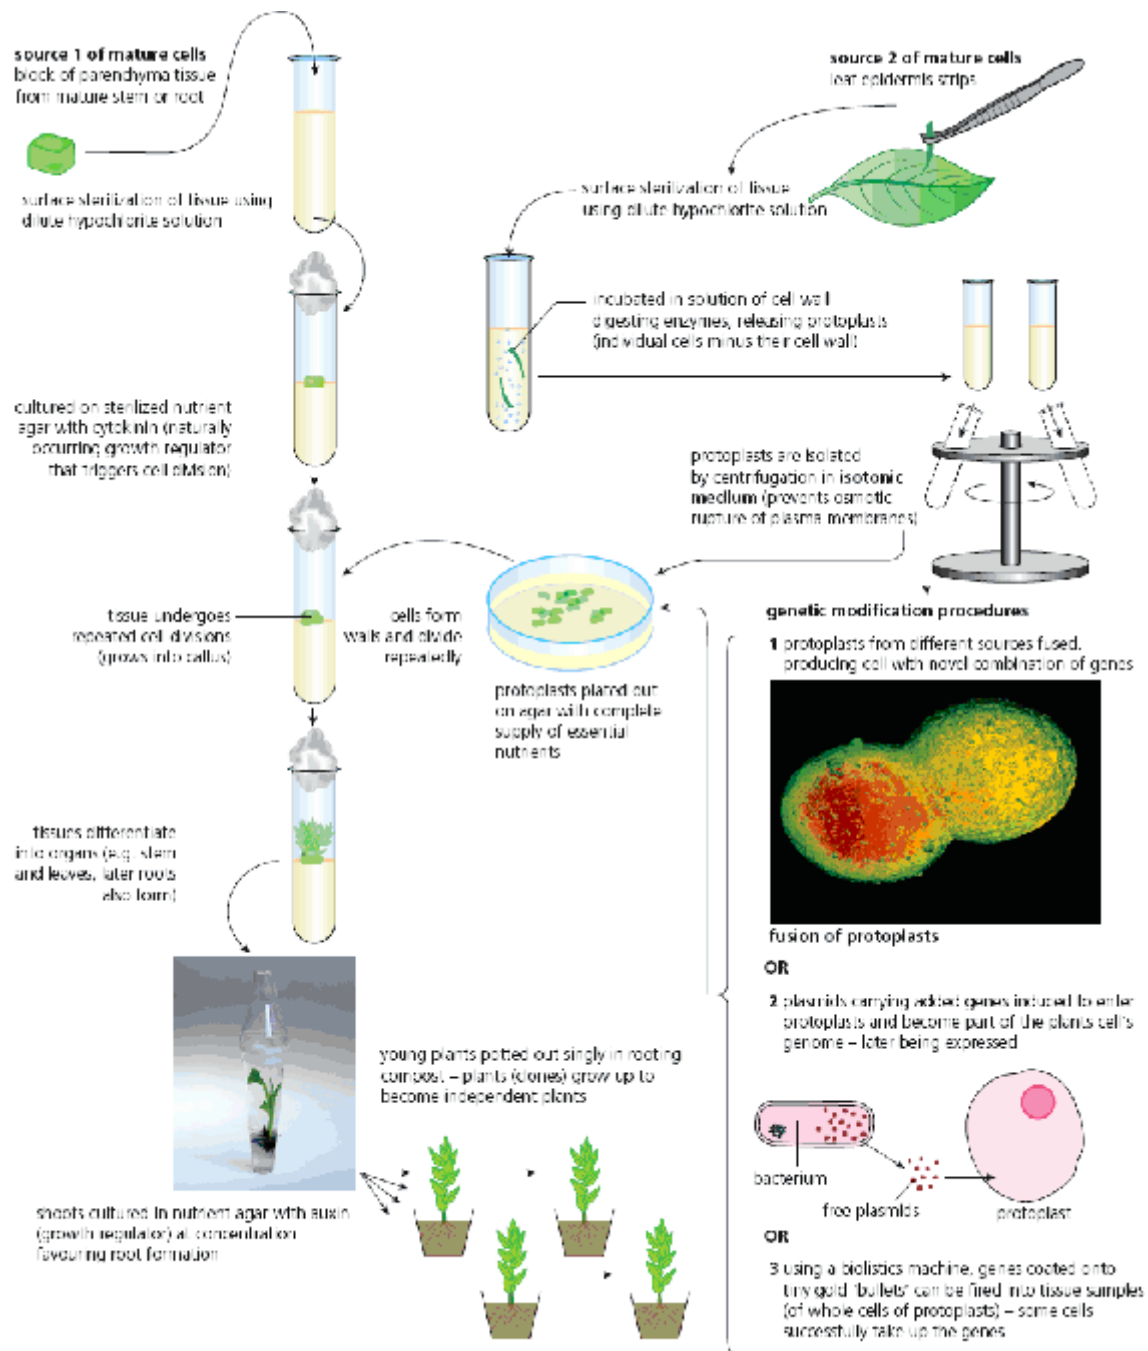 source 1 of mature cells
block of parenchyma tissue
from mature stem or root
surface sterilization of tissue using
dilute hypochlorite solution
cultured on sterilized nutrient
agar with cytokinin (naturally
occurring growth regulator
that triggers cell division)
tissue undergoes
repeated cell divisions
(grows into callus)
tissues differentiate
into organs (e.g. stem
and leaves, later roots
also form)
shoots cultured in nutrient agar with auxin
(growth regulator) at concentration
favouring root formation
young plants potted out singly in rooting
compost – plants (clones) grow up to
become independent plants
source 2 of mature cells
leaf epidermis strips
surface sterilization of tissue
using dilute hypochlorite solution
incubated in solution of cell wall
digesting enzymes, releasing protoplasts
(individual cells minus their cell wall)
protoplasts are isolated
by centrifugation in isotonic
medium (prevents osmotic
rupture of plasma membranes)
cells form
walls and divide
repeatedly
protoplasts plated out
on agar with complete
supply of essential
nutrients
genetic modification procedures
1 protoplasts from different sources fused,
producing cell with novel combination of genes
fusion of protoplasts
OR
2 plasmids carrying added genes induced to enter
protoplasts and become part of the plants cell's
genome – later being expressed
bacterium
free plasmids
protoplast
OR
3 using a biolistics machine, genes coated onto
tiny gold 'bullets' can be fired into tissue samples
(of whole cells of protoplasts) – some cells
successfully take up the genes